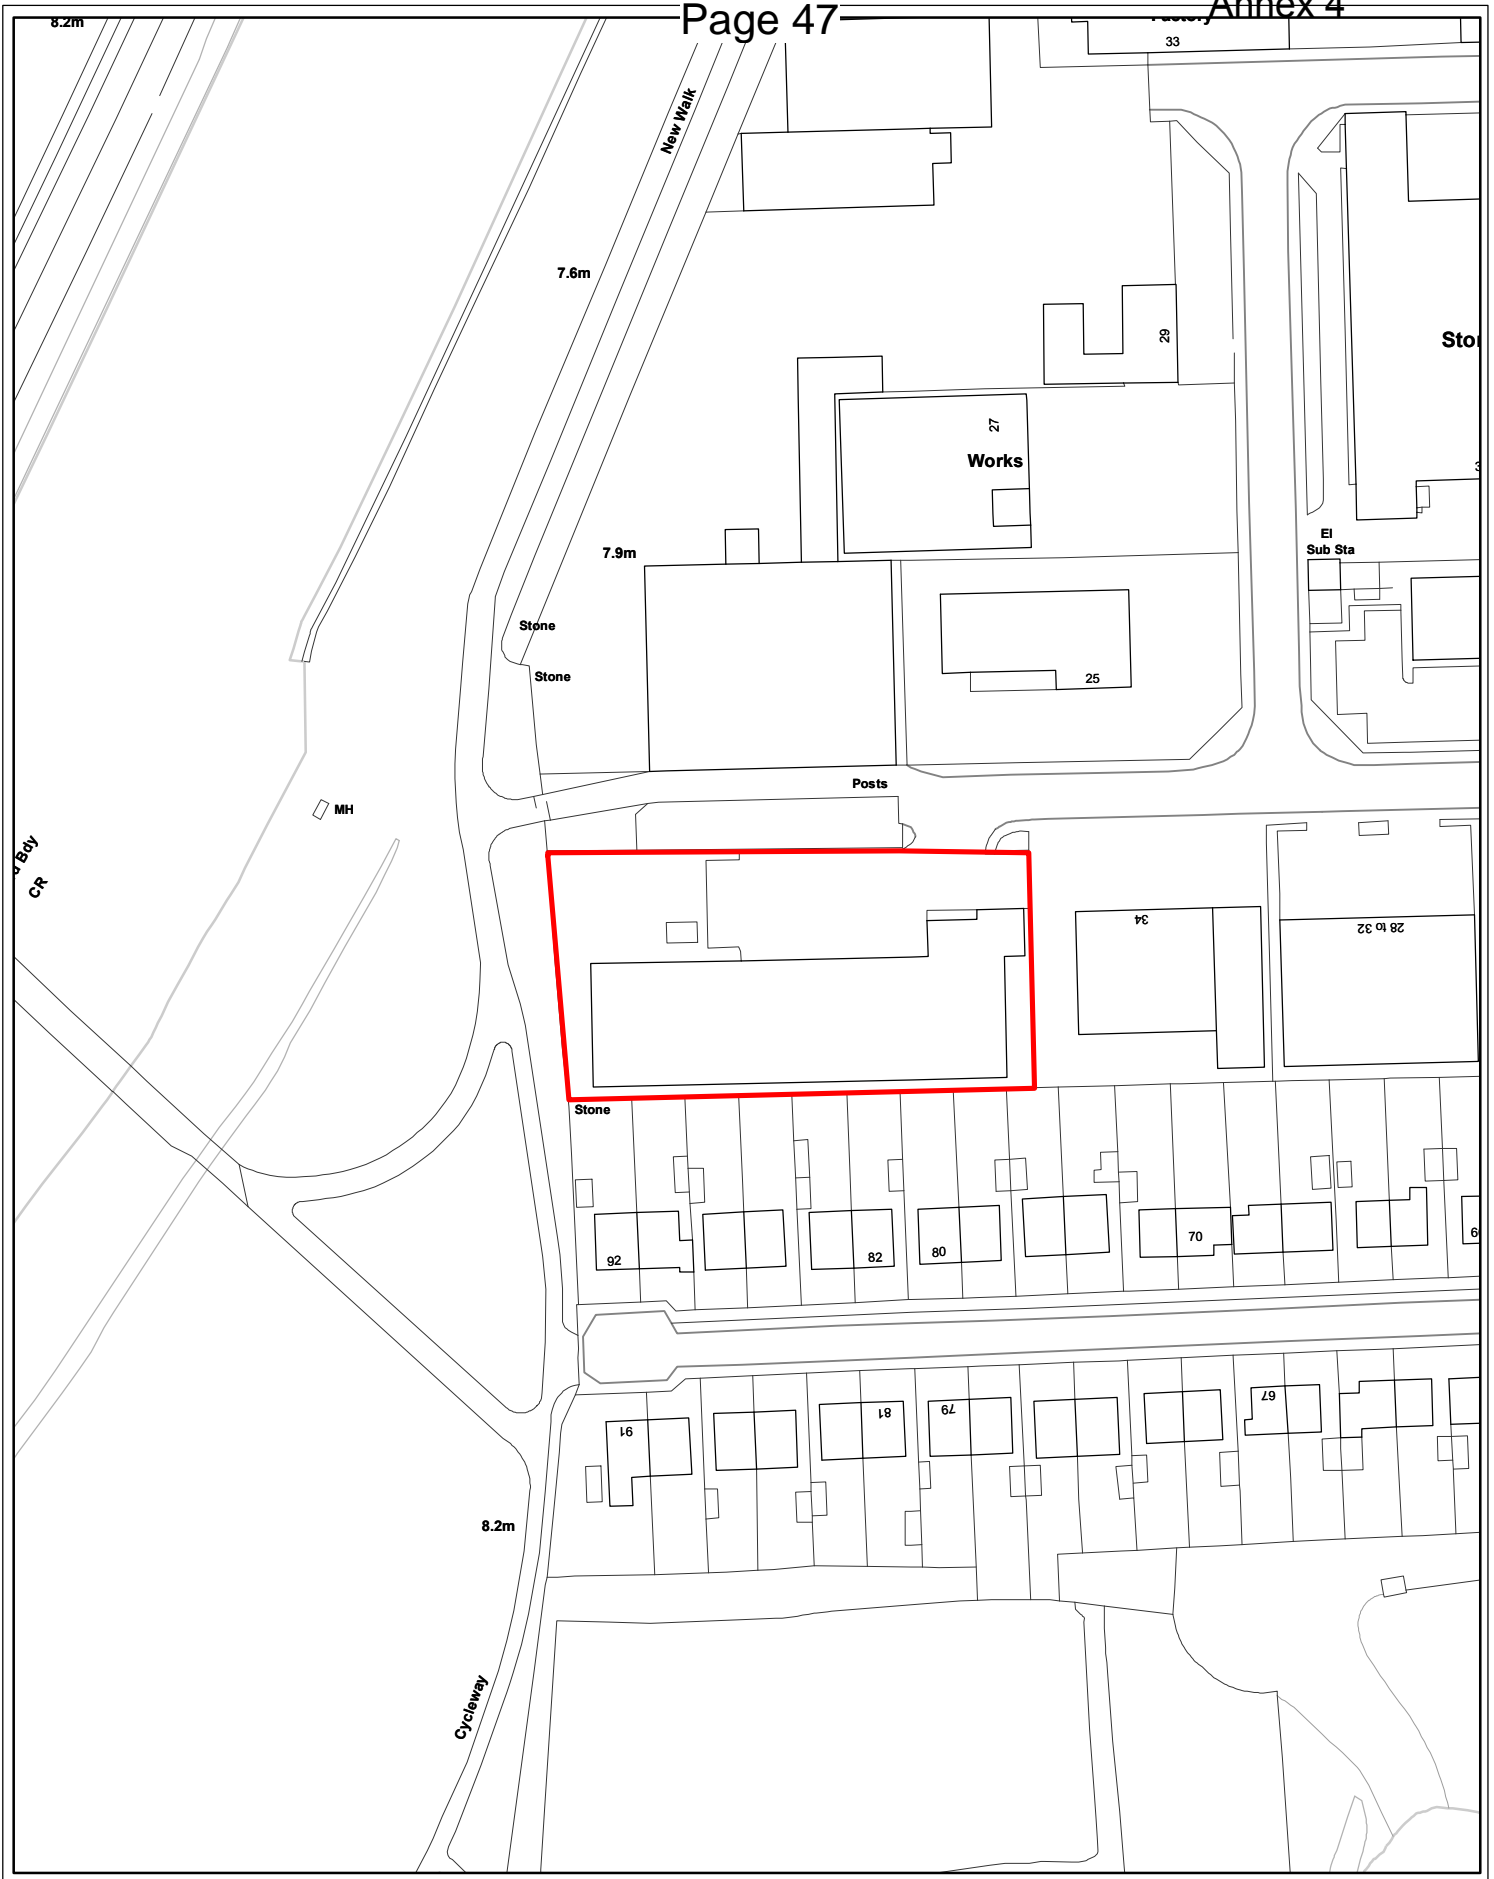 Page 47
Annex 4
8.2m
Factory
33
New Walk
7.6m
29
27
Works
El
Sub Sta
7.9m
Stone
Stone
25
Posts
MH
Bdy
CR
34
28 to 32
Stone
92
82
80
70
91
81
79
67
8.2m
Cycleway